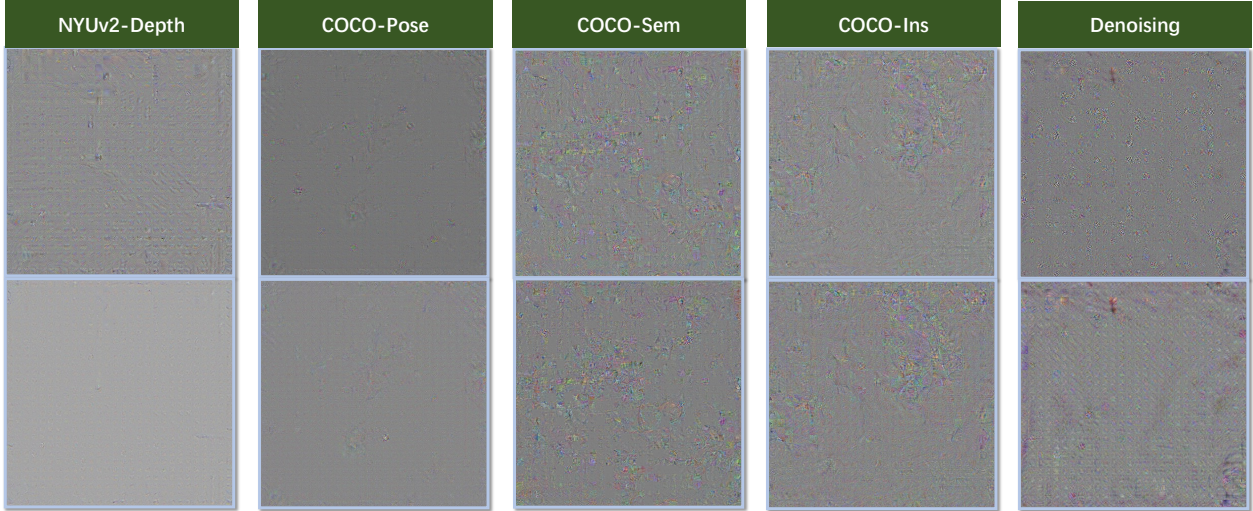 NYUv2-Depth
COCO-Pose
COCO-Sem
COCO-Ins
Denoising